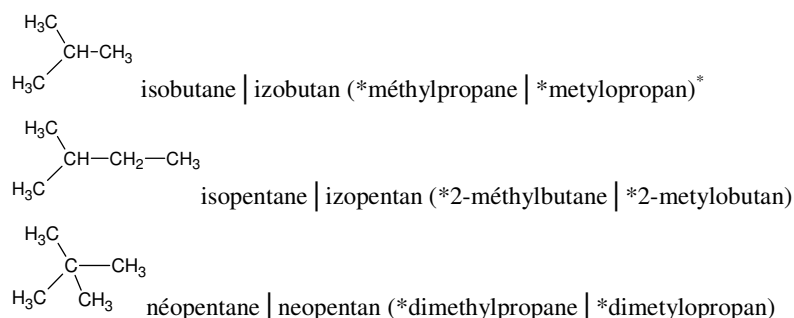 H₃C
CH–CH₃
H₃C
isobutane | izobutan (*méthylpropane | *metylopropan)*
H₃C
CH—CH₂—CH₃
H₃C
isopentane | izopentan (*2-méthylbutane | *2-metylobutan)
H₃C
C—CH₃
H₃C CH₃
néopentane | neopentan (*dimethylpropane | *dimetylopropan)